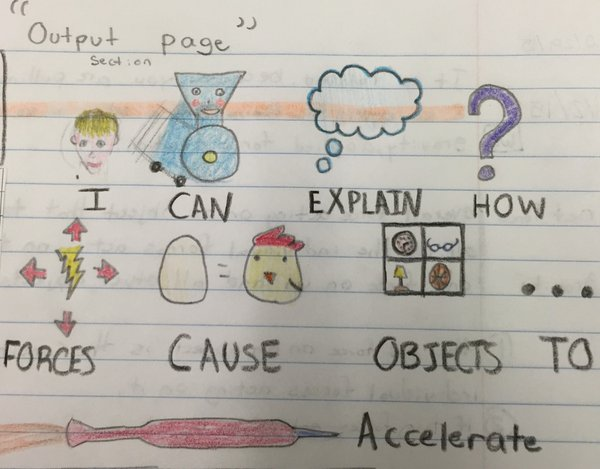 "Output page"
Section
I CAN EXPLAIN HOW
FORCES CAUSE OBJECTS TO
Accelerate